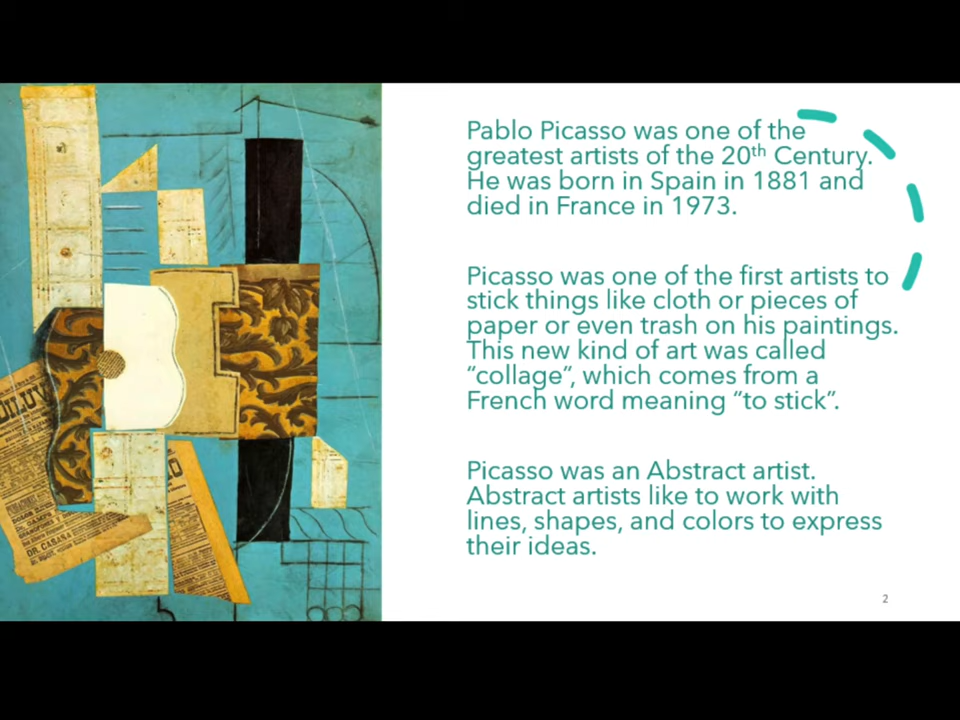 Pablo Picasso was one of the
greatest artists of the 20th Century.
He was born in Spain in 1881 and
died in France in 1973.
Picasso was one of the first artists to
stick things like cloth or pieces of
paper or even trash on his paintings.
This new kind of art was called
“collage”, which comes from a
French word meaning “to stick”.
Picasso was an Abstract artist.
Abstract artists like to work with
lines, shapes, and colors to express
their ideas.
2
DILUV
DR. CASASA